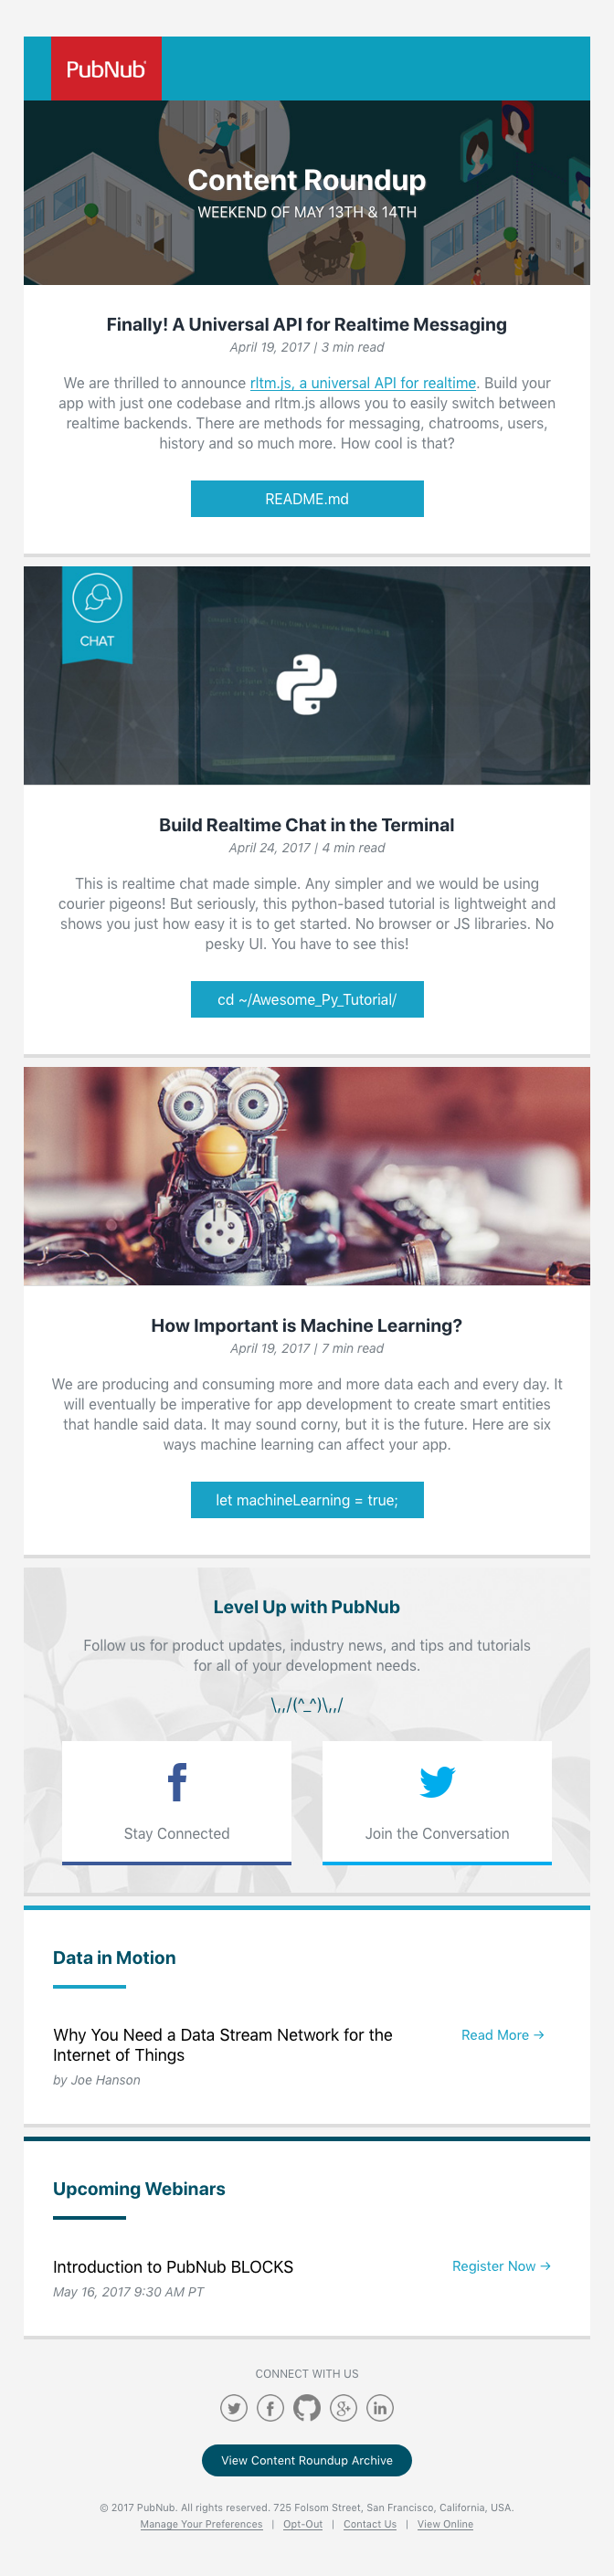 PubNub
Content Roundup
WEEKEND OF MAY 13TH & 14TH
Finally! A Universal API for Realtime Messaging
April 19, 2017 | 3 min read
We are thrilled to announce rltm.js, a universal API for realtime. Build your
app with just one codebase and rltm.js allows you to easily switch between
realtime backends. There are methods for messaging, chatrooms, users,
history and so much more. How cool is that?
README.md
CHAT
Build Realtime Chat in the Terminal
April 24, 2017 | 4 min read
This is realtime chat made simple. Any simpler and we would be using
courier pigeons! But seriously, this python-based tutorial is lightweight and
shows you just how easy it is to get started. No browser or JS libraries. No
pesky UI. You have to see this!
cd ~/Awesome_Py_Tutorial/
How Important is Machine Learning?
April 19, 2017 | 7 min read
We are producing and consuming more and more data each and every day. It
will eventually be imperative for app development to create smart entities
that handle said data. It may sound corny, but it is the future. Here are six
ways machine learning can affect your app.
let machineLearning = true;
Level Up with PubNub
Follow us for product updates, industry news, and tips and tutorials
for all of your development needs.
\,,/(^_^)\,,/
Stay Connected
Join the Conversation
Data in Motion
Why You Need a Data Stream Network for the
Internet of Things
Read More →
by Joe Hanson
Upcoming Webinars
Introduction to PubNub BLOCKS
Register Now →
May 16, 2017 9:30 AM PT
CONNECT WITH US
View Content Roundup Archive
© 2017 PubNub. All rights reserved. 725 Folsom Street, San Francisco, California, USA.
Manage Your Preferences | Opt-Out | Contact Us | View Online